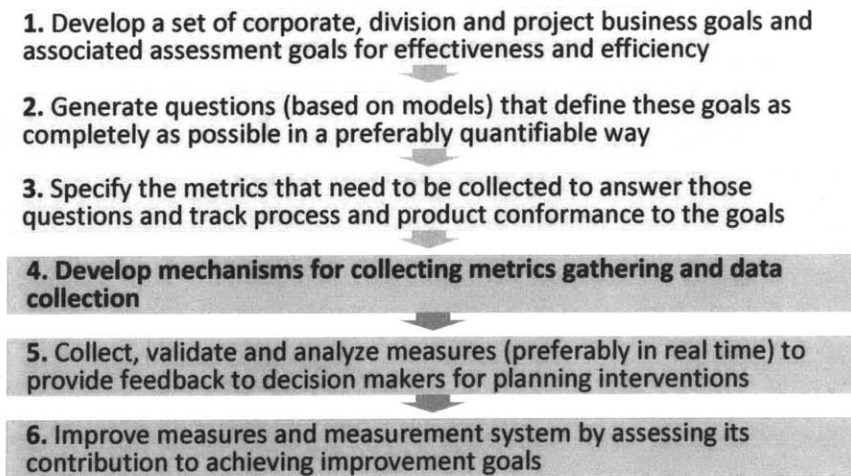 1. Develop a set of corporate, division and project business goals and
associated assessment goals for effectiveness and efficiency
2. Generate questions (based on models) that define these goals as
completely as possible in a preferably quantifiable way
3. Specify the metrics that need to be collected to answer those
questions and track process and product conformance to the goals
4. Develop mechanisms for collecting metrics gathering and data
collection
5. Collect, validate and analyze measures (preferably in real time) to
provide feedback to decision makers for planning interventions
6. Improve measures and measurement system by assessing its
contribution to achieving improvement goals